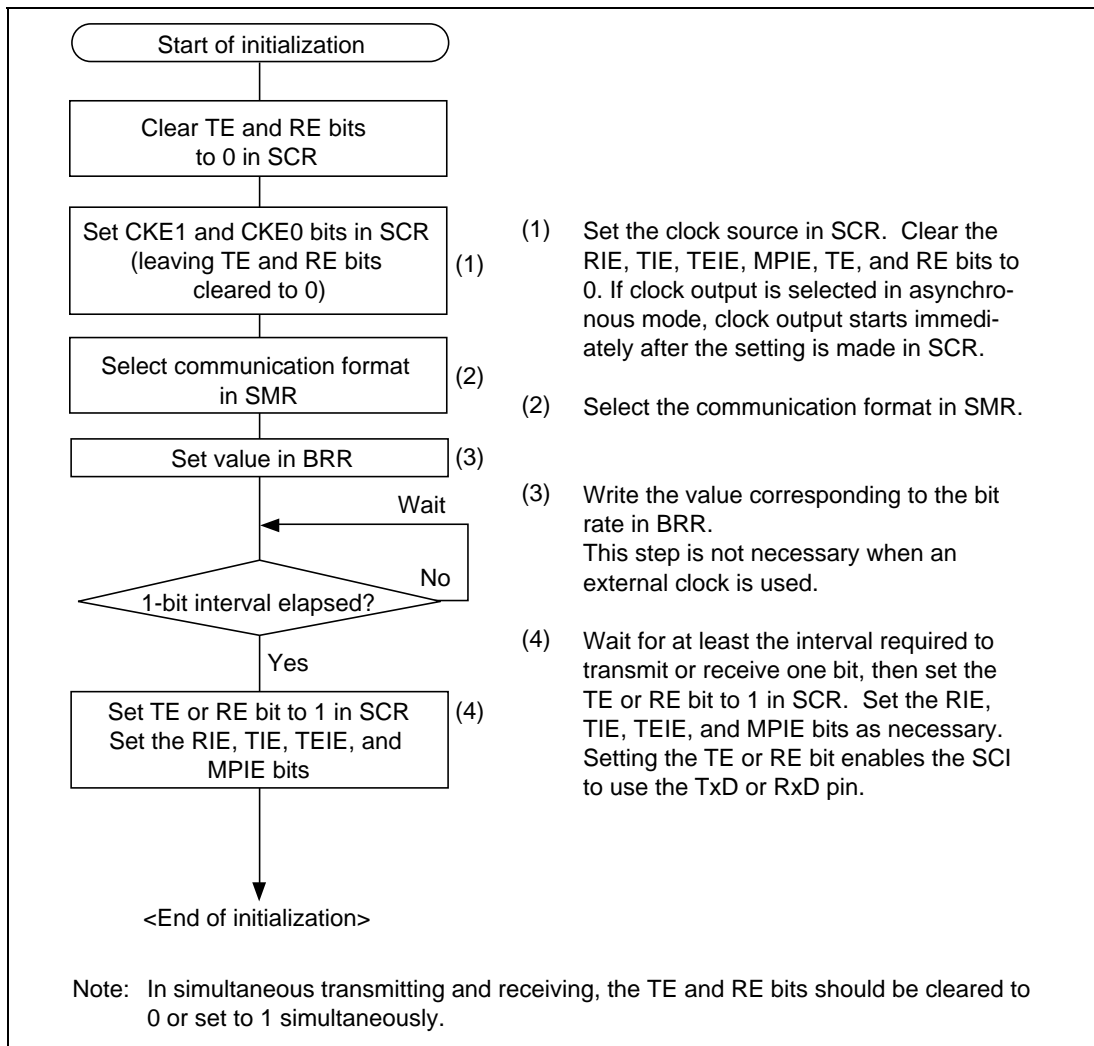 Start of initialization
Clear TE and RE bits
to 0 in SCR
Set CKE1 and CKE0 bits in SCR
(leaving TE and RE bits
cleared to 0)
(1)
Select communication format
in SMR
(2)
Set value in BRR
(3)
Wait
No
1-bit interval elapsed?
Yes
Set TE or RE bit to 1 in SCR
Set the RIE, TIE, TEIE, and
MPIE bits
(4)
<End of initialization>
(1) Set the clock source in SCR. Clear the
RIE, TIE, TEIE, MPIE, TE, and RE bits to
0. If clock output is selected in asynchro-
nous mode, clock output starts immedi-
ately after the setting is made in SCR.
(2) Select the communication format in SMR.
(3) Write the value corresponding to the bit
rate in BRR.
This step is not necessary when an
external clock is used.
(4) Wait for at least the interval required to
transmit or receive one bit, then set the
TE or RE bit to 1 in SCR. Set the RIE,
TIE, TEIE, and MPIE bits as necessary.
Setting the TE or RE bit enables the SCI
to use the TxD or RxD pin.
Note: In simultaneous transmitting and receiving, the TE and RE bits should be cleared to
0 or set to 1 simultaneously.